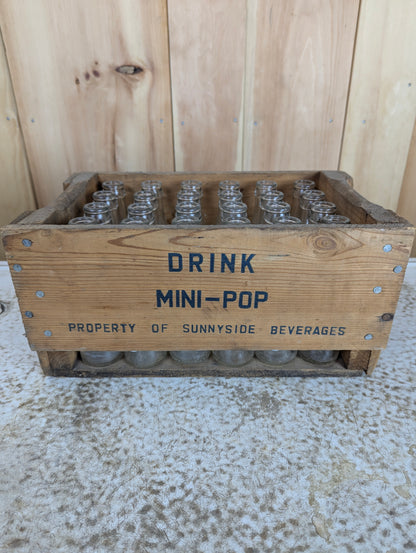 DRINK
MINI-POP
PROPERTY OF SUNNYSIDE BEVERAGES